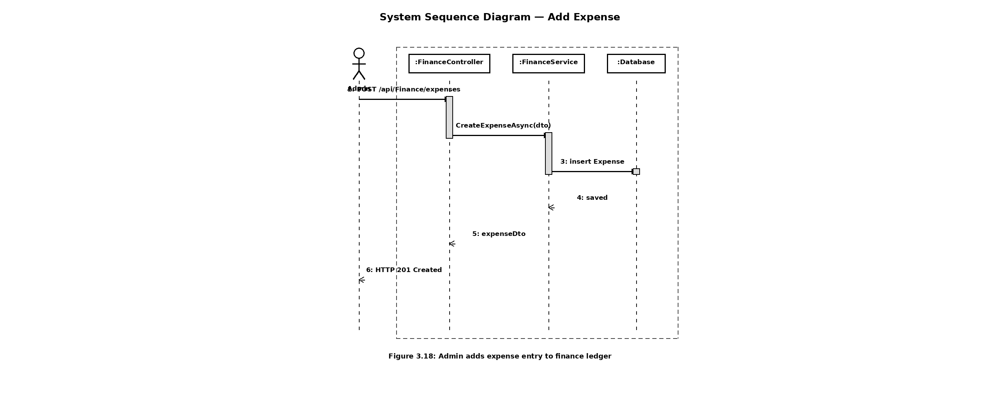 System Sequence Diagram — Add Expense
:FinanceController
:FinanceService
:Database
Admin
1: POST /api/Finance/expenses
CreateExpenseAsync(dto)
3: insert Expense
4: saved
5: expenseDto
6: HTTP 201 Created
Figure 3.18: Admin adds expense entry to finance ledger